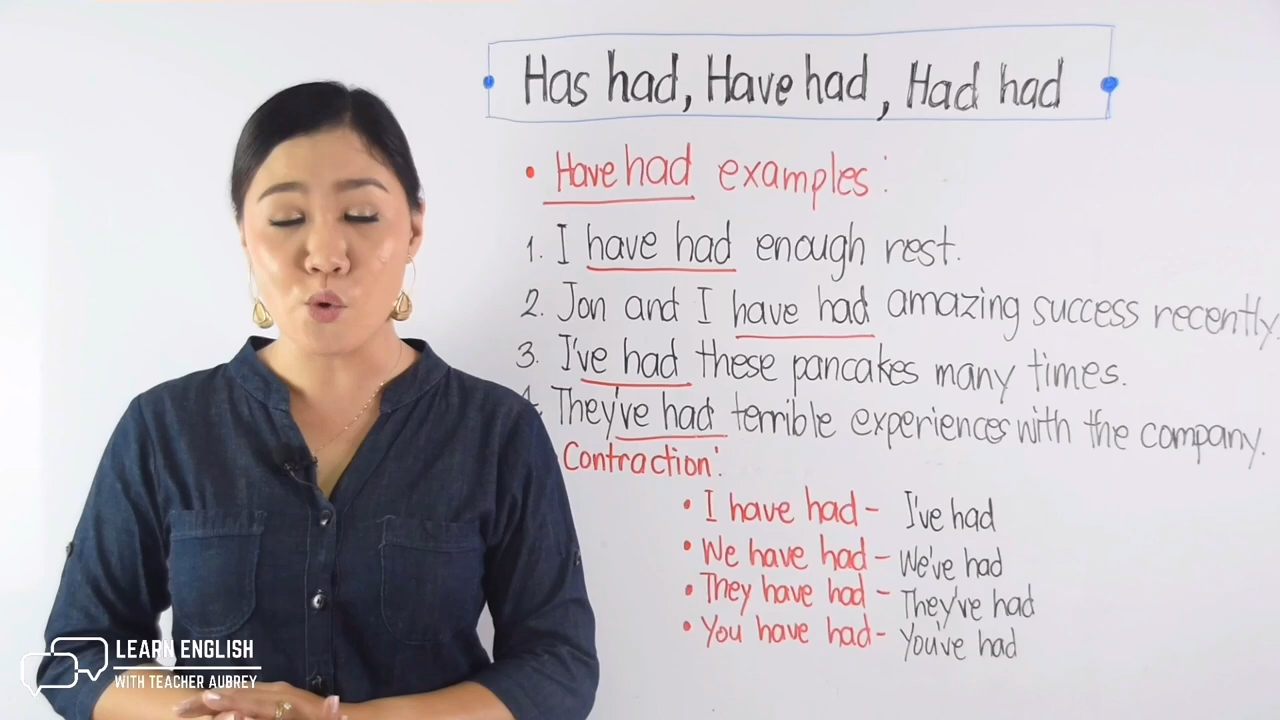 Has had, Have had, Had had
• Have had examples:
1. I have had enough rest.
2. Jon and I have had amazing success recently.
3. I've had these pancakes many times.
They've had terrible experiences with the company.
Contraction:
• I have had - I've had
• We have had - We've had
• They have had - They've had
• You have had - You've had
LEARN ENGLISH
WITH TEACHER AUBREY